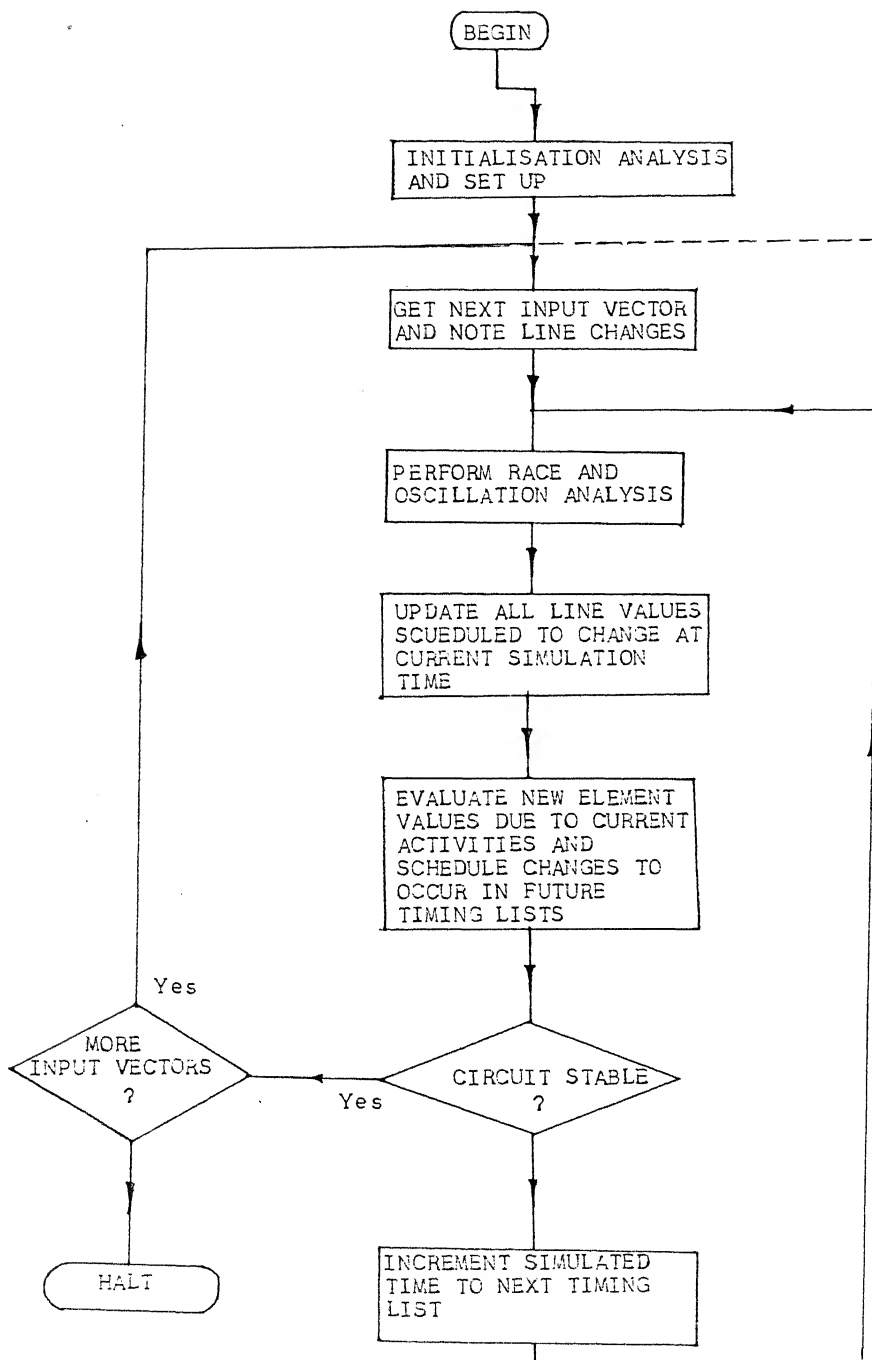 BEGIN
INITIALISATION ANALYSIS
AND SET UP
GET NEXT INPUT VECTOR
AND NOTE LINE CHANGES
PERFORM RACE AND
OSCILLATION ANALYSIS
UPDATE ALL LINE VALUES
SCUEDULED TO CHANGE AT
CURRENT SIMULATION
TIME
EVALUATE NEW ELEMENT
VALUES DUE TO CURRENT
ACTIVITIES AND
SCHEDULE CHANGES TO
OCCUR IN FUTURE
TIMING LISTS
Yes
MORE
INPUT VECTORS
?
Yes
CIRCUIT STABLE
?
HALT
INCREMENT SIMULATED
TIME TO NEXT TIMING
LIST